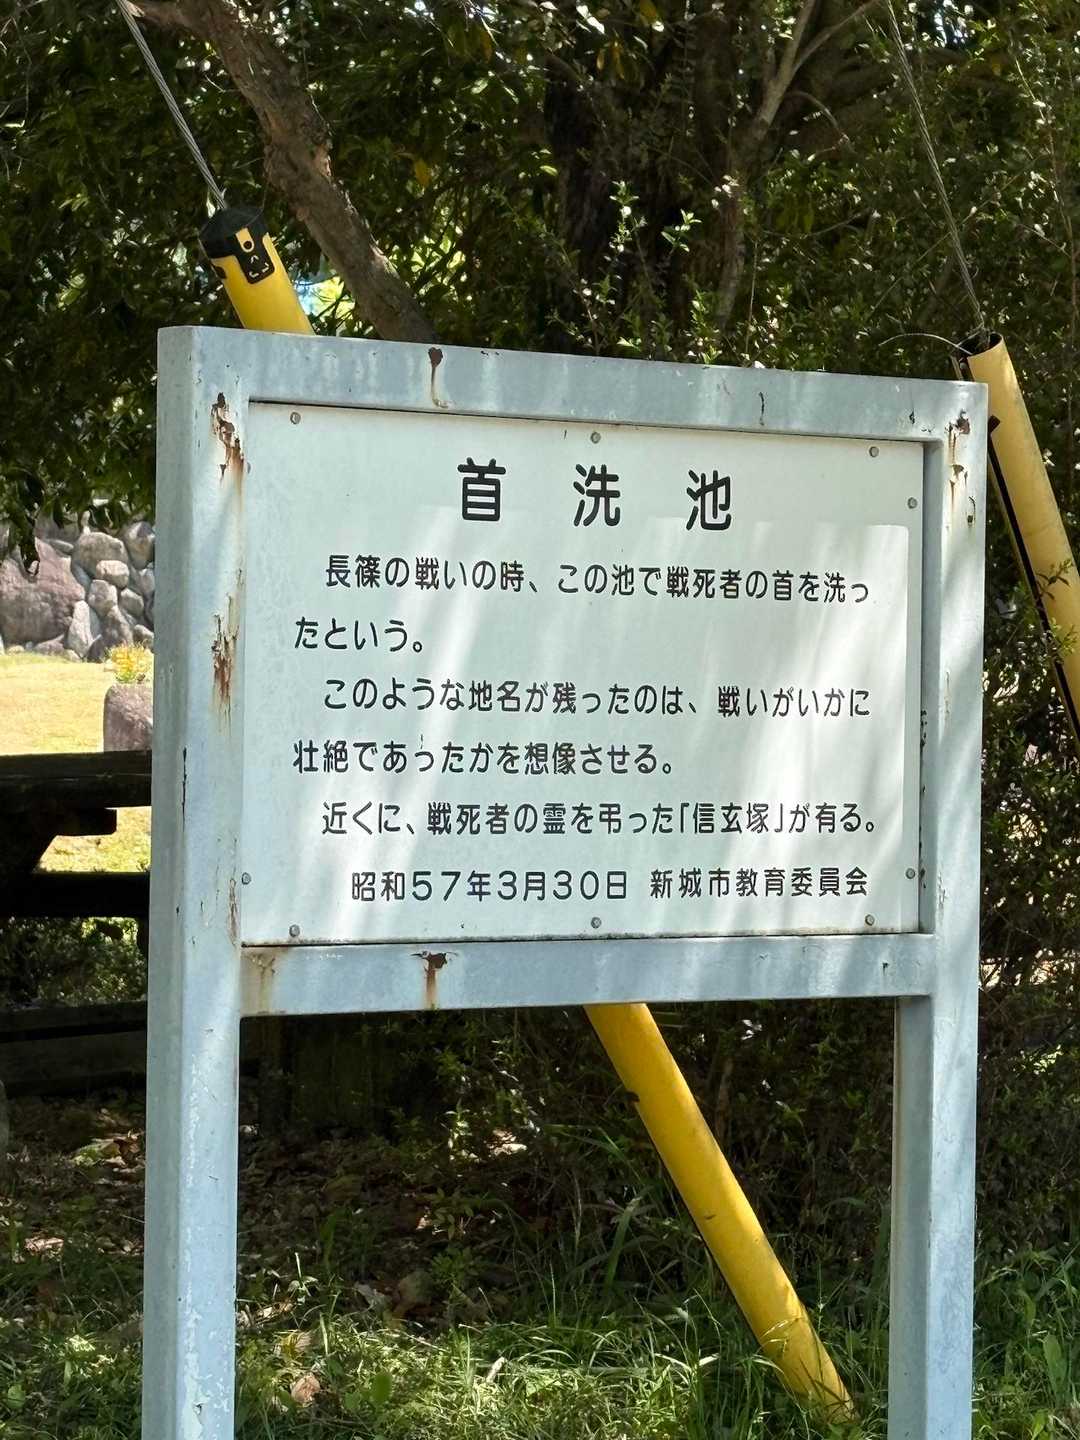 首洗池
長篠の戦いの時、この池で戦死者の首を洗っ
たという。
このような地名が残ったのは、戦いがいかに
壮絶であったかを想像させる。
近くに、戦死者の霊を弔った「信玄塚」が有る。
昭和57年3月30日 新城市教育委員会